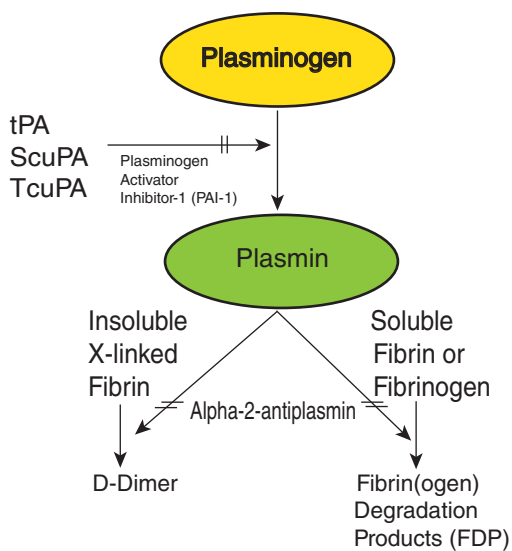 Plasminogen
tPA
ScuPA
TcuPA
Plasminogen
Activator
Inhibitor-1 (PAI-1)
Plasmin
Insoluble
X-linked
Fibrin
Soluble
Fibrin or
Fibrinogen
Alpha-2-antiplasmin
D-Dimer
Fibrin(ogen)
Degradation
Products (FDP)